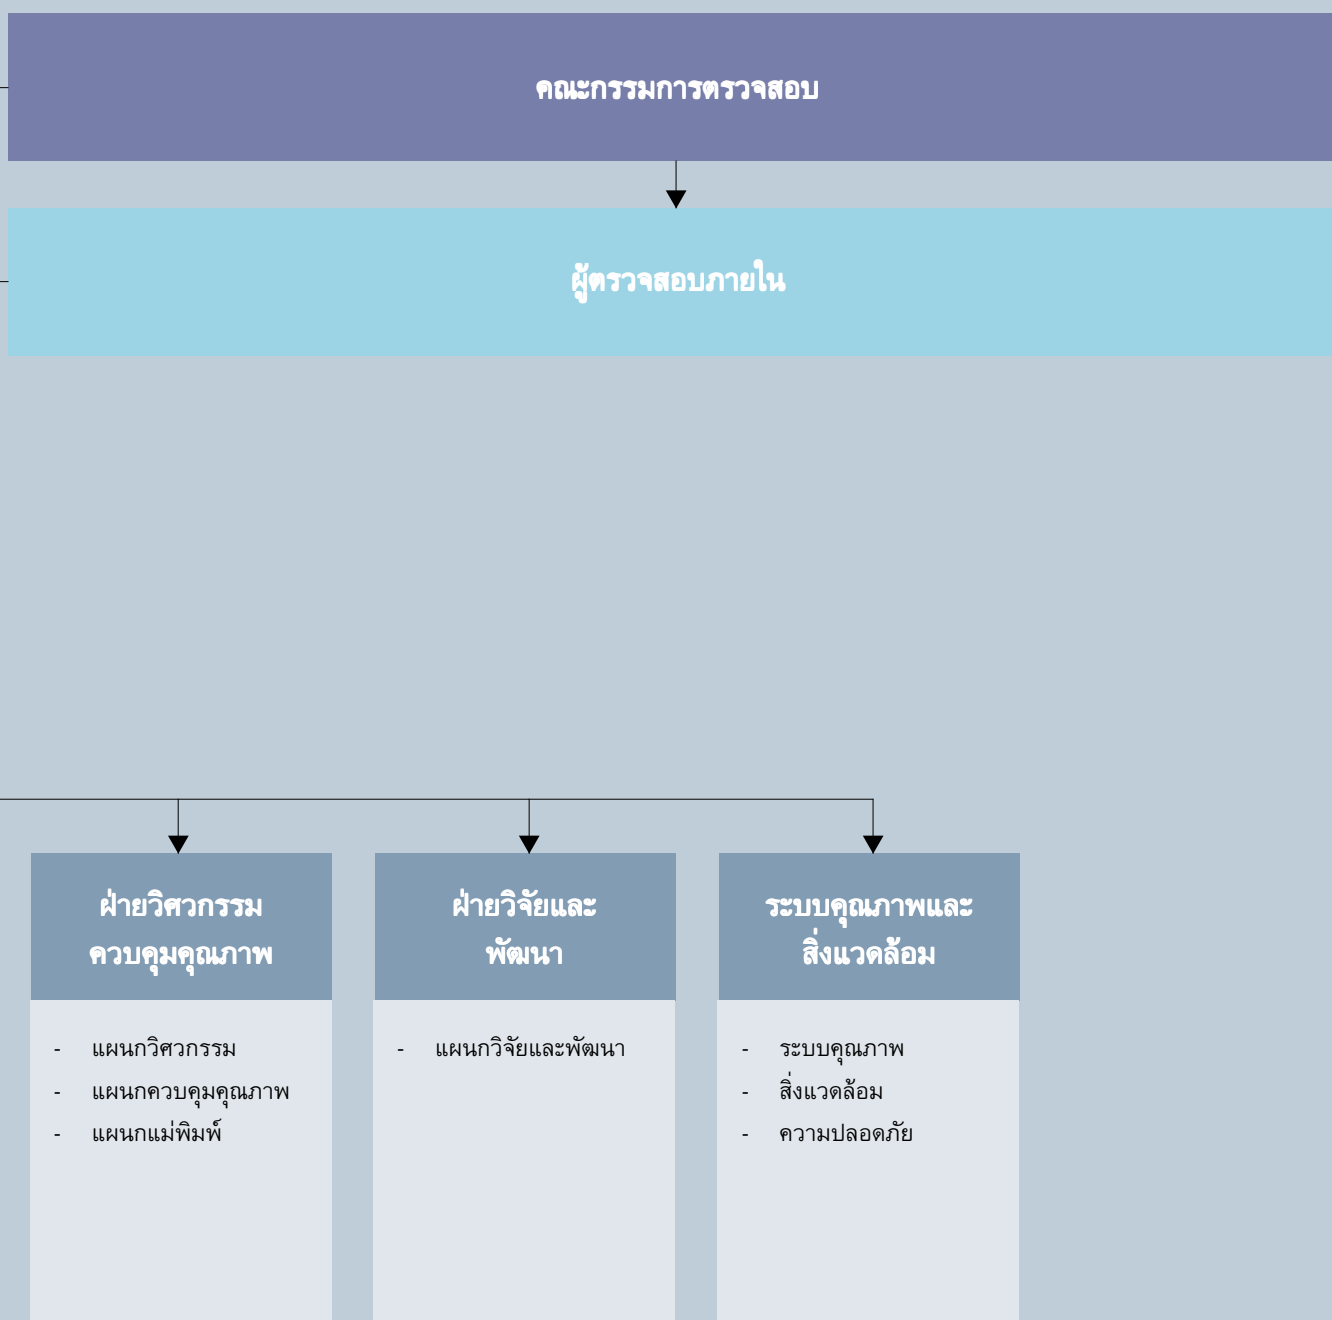 คณะกรรมการตรวจสอบ
ผู้ตรวจสอบภายใน
ฝ่ายวิศวกรรม
ควบคุมคุณภาพ
- แผนกวิศวกรรม
- แผนกควบคุมคุณภาพ
- แผนกแม่พิมพ์
ฝ่ายวิจัยและ
พัฒนา
- แผนกวิจัยและพัฒนา
ระบบคุณภาพและ
สิ่งแวดล้อม
- ระบบคุณภาพ
- สิ่งแวดล้อม
- ความปลอดภัย